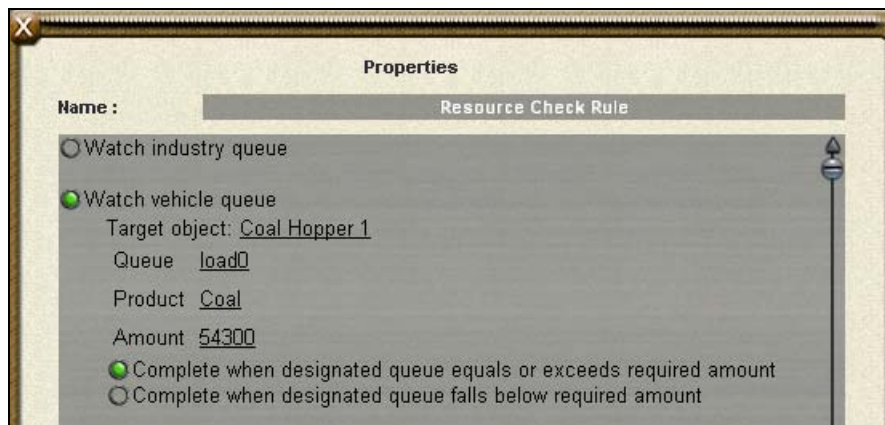 X
Properties
Name : Resource Check Rule
Watch industry queue
Watch vehicle queue
Target object: Coal Hopper 1
Queue load0
Product Coal
Amount 54300
Complete when designated queue equals or exceeds required amount
Complete when designated queue falls below required amount